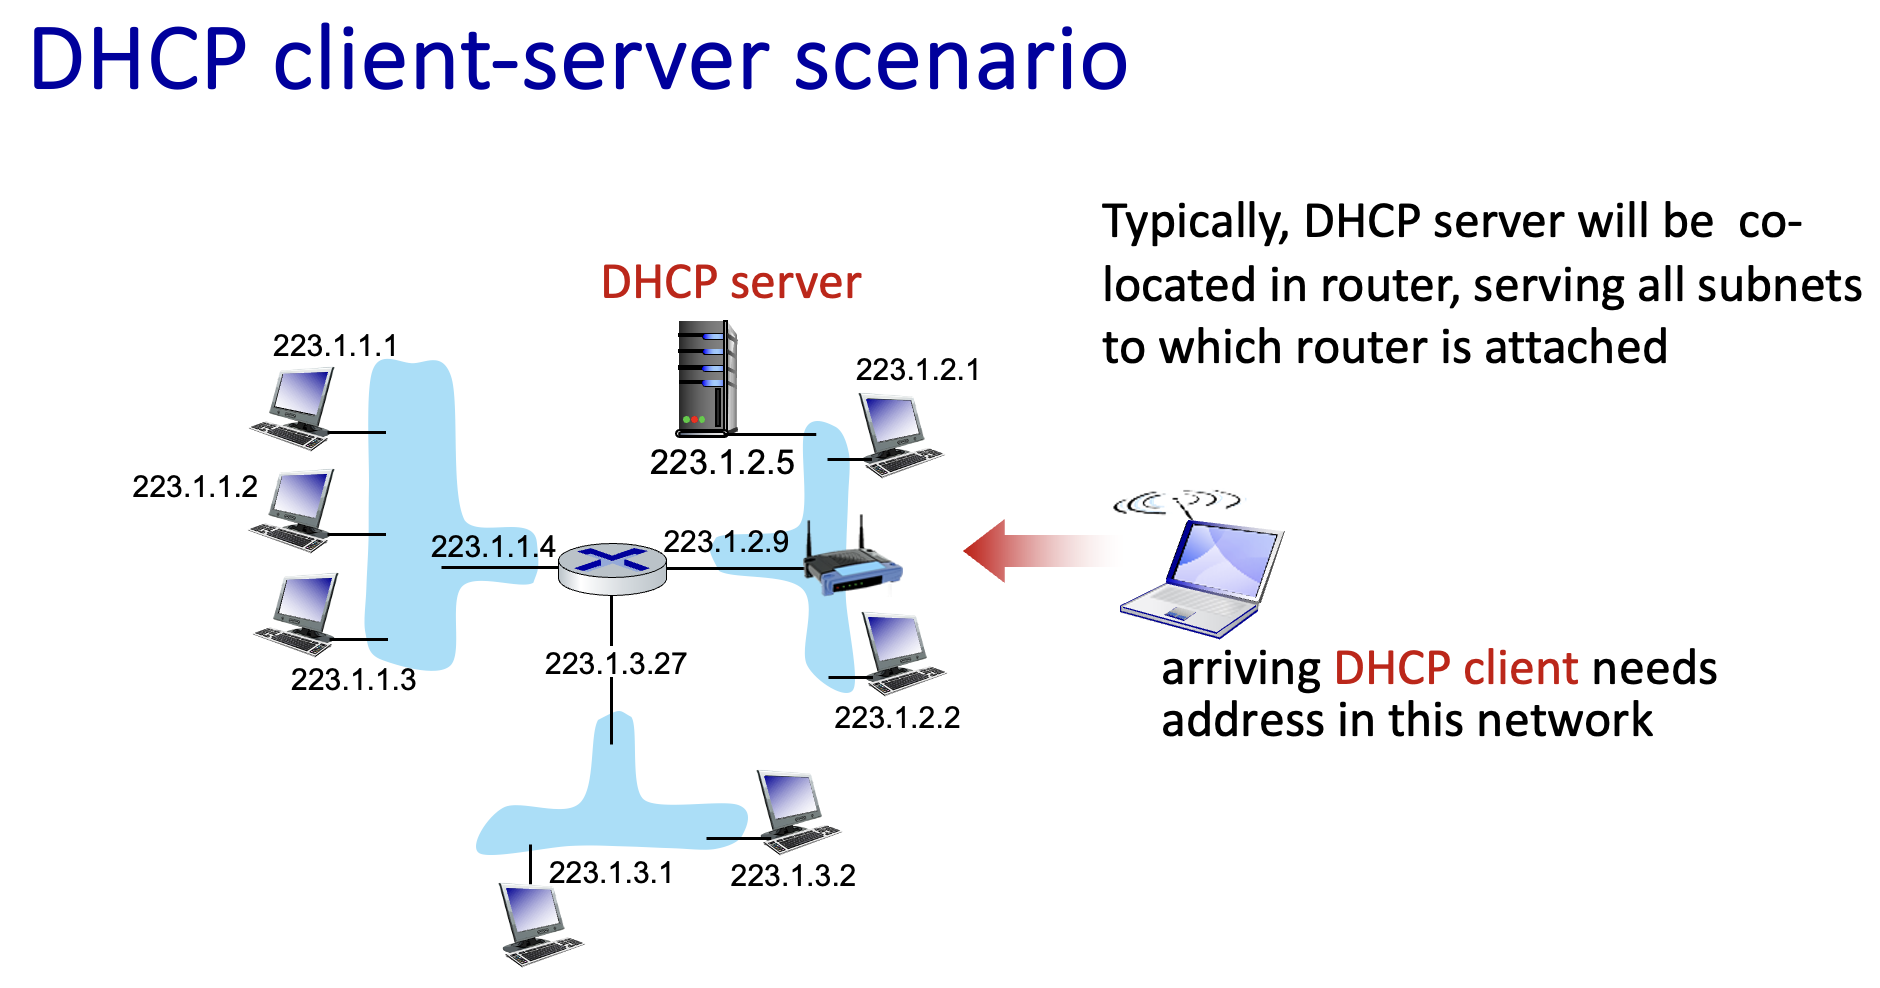 DHCP client-server scenario
Typically, DHCP server will be co-
located in router, serving all subnets
to which router is attached
DHCP server
223.1.1.1
223.1.2.1
223.1.2.5
223.1.1.2
223.1.1.4
223.1.2.9
223.1.3.27
223.1.1.3
223.1.2.2
arriving DHCP client needs
address in this network
223.1.3.1
223.1.3.2